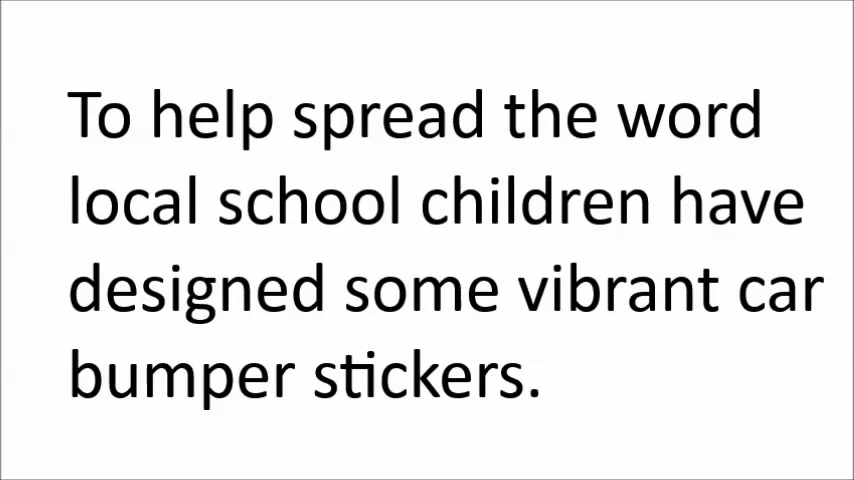 To help spread the word
local school children have
designed some vibrant car
bumper stickers.